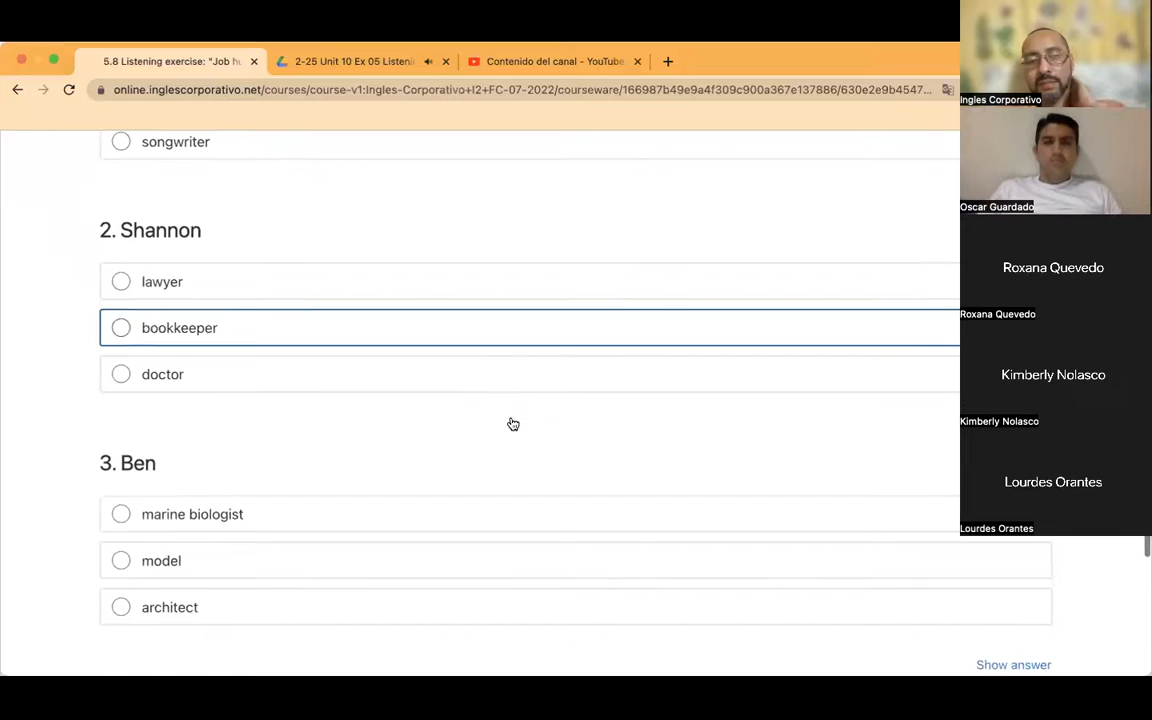 5.8 Listening exercise: "Job hu
2-25 Unit 10 Ex 05 Listeni
Contenido del canal - YouTube
online.inglescorporativo.net/courses/course-v1:Ingles-Corporativo+I2+FC-07-2022/courseware/166987b49e9a4f309c900a367e137886/630e2e9b4547...
songwriter
2. Shannon
lawyer
bookkeeper
doctor
3. Ben
marine biologist
model
architect
Show answer
Ingles Corporativo
Oscar Guardado
Roxana Quevedo
Roxana Quevedo
Kimberly Nolasco
Kimberly Nolasco
Lourdes Orantes
Lourdes Orantes